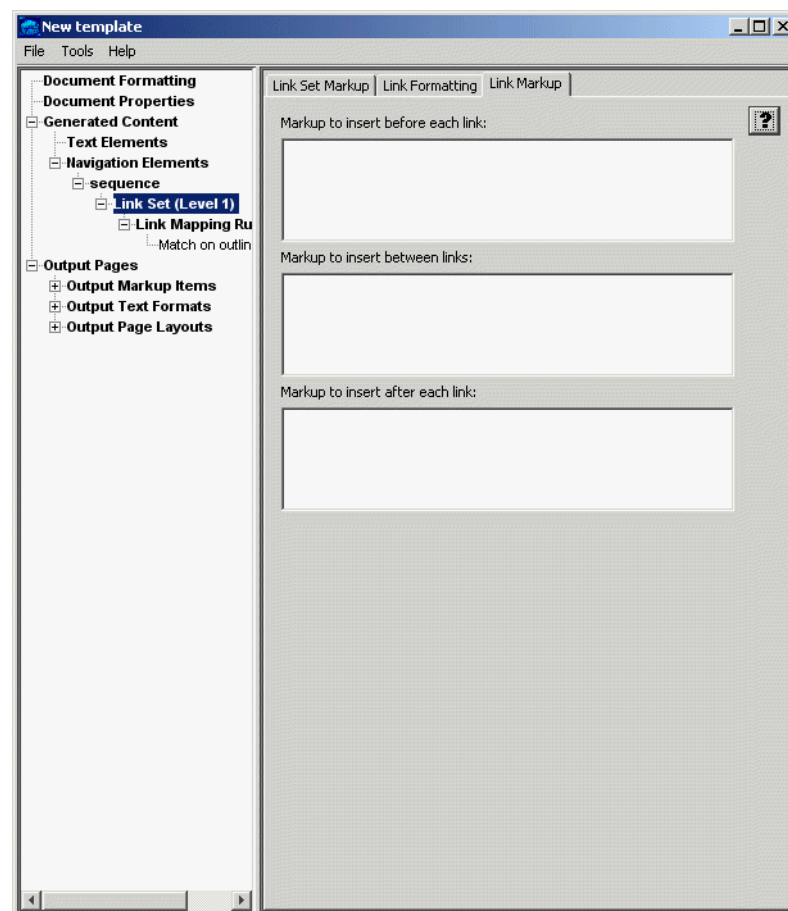 New template
File Tools Help
Document Formatting
Document Properties
Generated Content
Text Elements
Navigation Elements
sequence
Link Set (Level 1)
Link Mapping Ru
Match on outlin
Output Pages
Output Markup Items
Output Text Formats
Output Page Layouts
Link Set Markup Link Formatting Link Markup
Markup to insert before each link:
?
Markup to insert between links:
Markup to insert after each link: